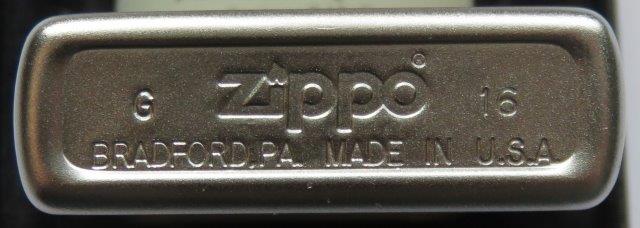 G Zippo® 16
BRADFORD,PA. MADE IN U.S.A